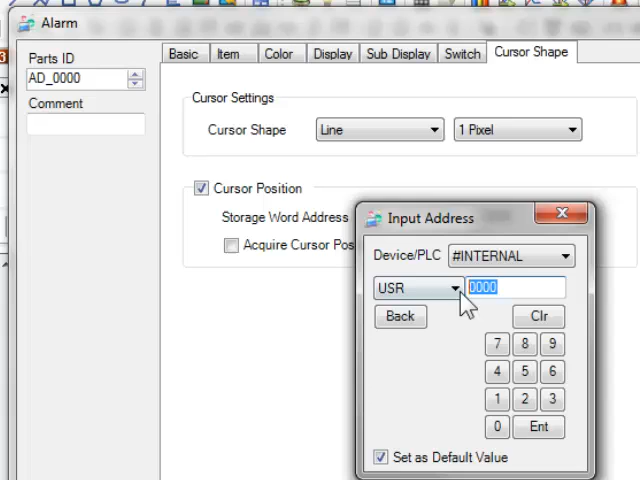 Alarm
Parts ID
AD_0000
Comment
Basic Item Color Display Sub Display Switch Cursor Shape
Cursor Settings
Cursor Shape Line 1 Pixel
Cursor Position
Storage Word Address
Acquire Cursor Pos
Input Address
Device/PLC #INTERNAL
USR 0000
Back Clr
7 8 9
4 5 6
1 2 3
0 Ent
Set as Default Value